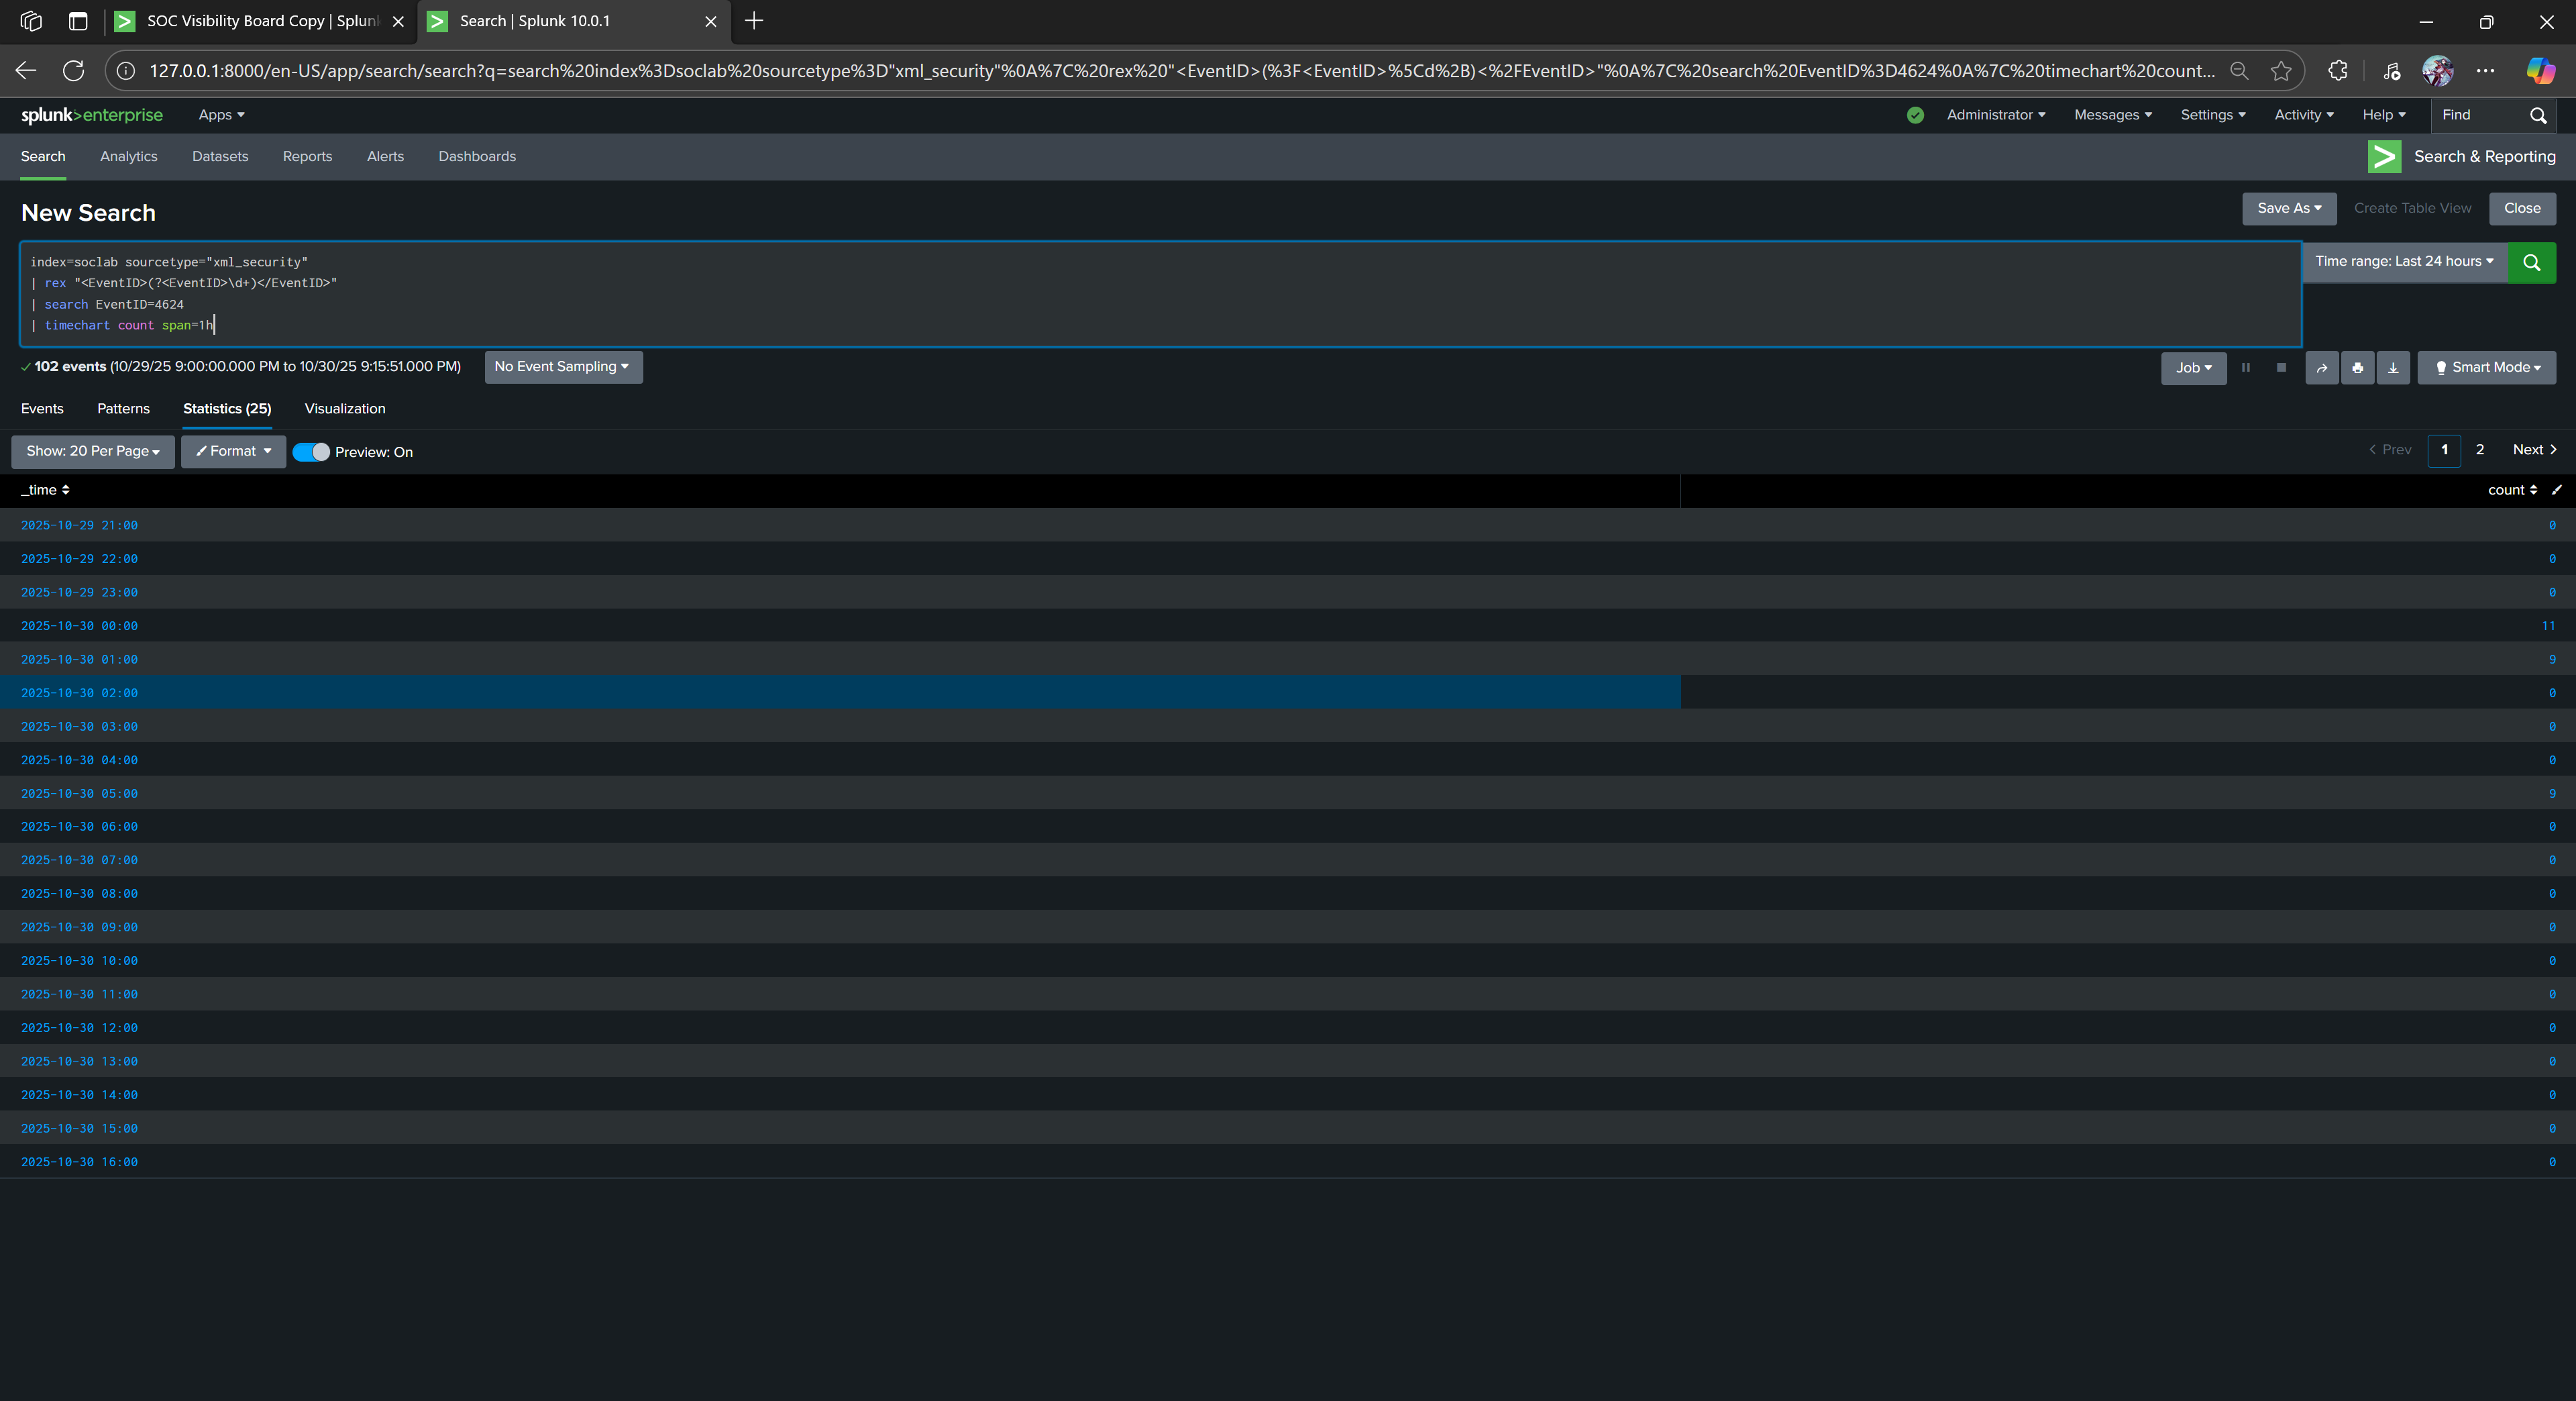 SOC Visibility Board Copy | Splunk
Search | Splunk 10.0.1
127.0.0.1:8000/en-US/app/search/search?q=search%20index%3Dsoclab%20sourcetype%3D"xml_security"%0A%7C%20rex%20"<EventID>(%3F<EventID>%5Cd%2B)<%2FEventID>"%0A%7C%20search%20EventID%3D4624%0A%7C%20timechart%20count...
splunk>enterprise Apps Administrator Messages Settings Activity Help Find
Search Analytics Datasets Reports Alerts Dashboards Search & Reporting
New Search Save As Create Table View Close
index=soclab sourcetype="xml_security"
| rex "<EventID>(?<EventID>\d+)</EventID>"
| search EventID=4624
| timechart count span=1h
Time range: Last 24 hours
102 events (10/29/25 9:00:00.000 PM to 10/30/25 9:15:51.000 PM) No Event Sampling Job Smart Mode
Events Patterns Statistics (25) Visualization
Show: 20 Per Page Format Preview: On < Prev 1 2 Next >
_time count
2025-10-29 21:00 0
2025-10-29 22:00 0
2025-10-29 23:00 0
2025-10-30 00:00 11
2025-10-30 01:00 9
2025-10-30 02:00 0
2025-10-30 03:00 0
2025-10-30 04:00 0
2025-10-30 05:00 9
2025-10-30 06:00 0
2025-10-30 07:00 0
2025-10-30 08:00 0
2025-10-30 09:00 0
2025-10-30 10:00 0
2025-10-30 11:00 0
2025-10-30 12:00 0
2025-10-30 13:00 0
2025-10-30 14:00 0
2025-10-30 15:00 0
2025-10-30 16:00 0